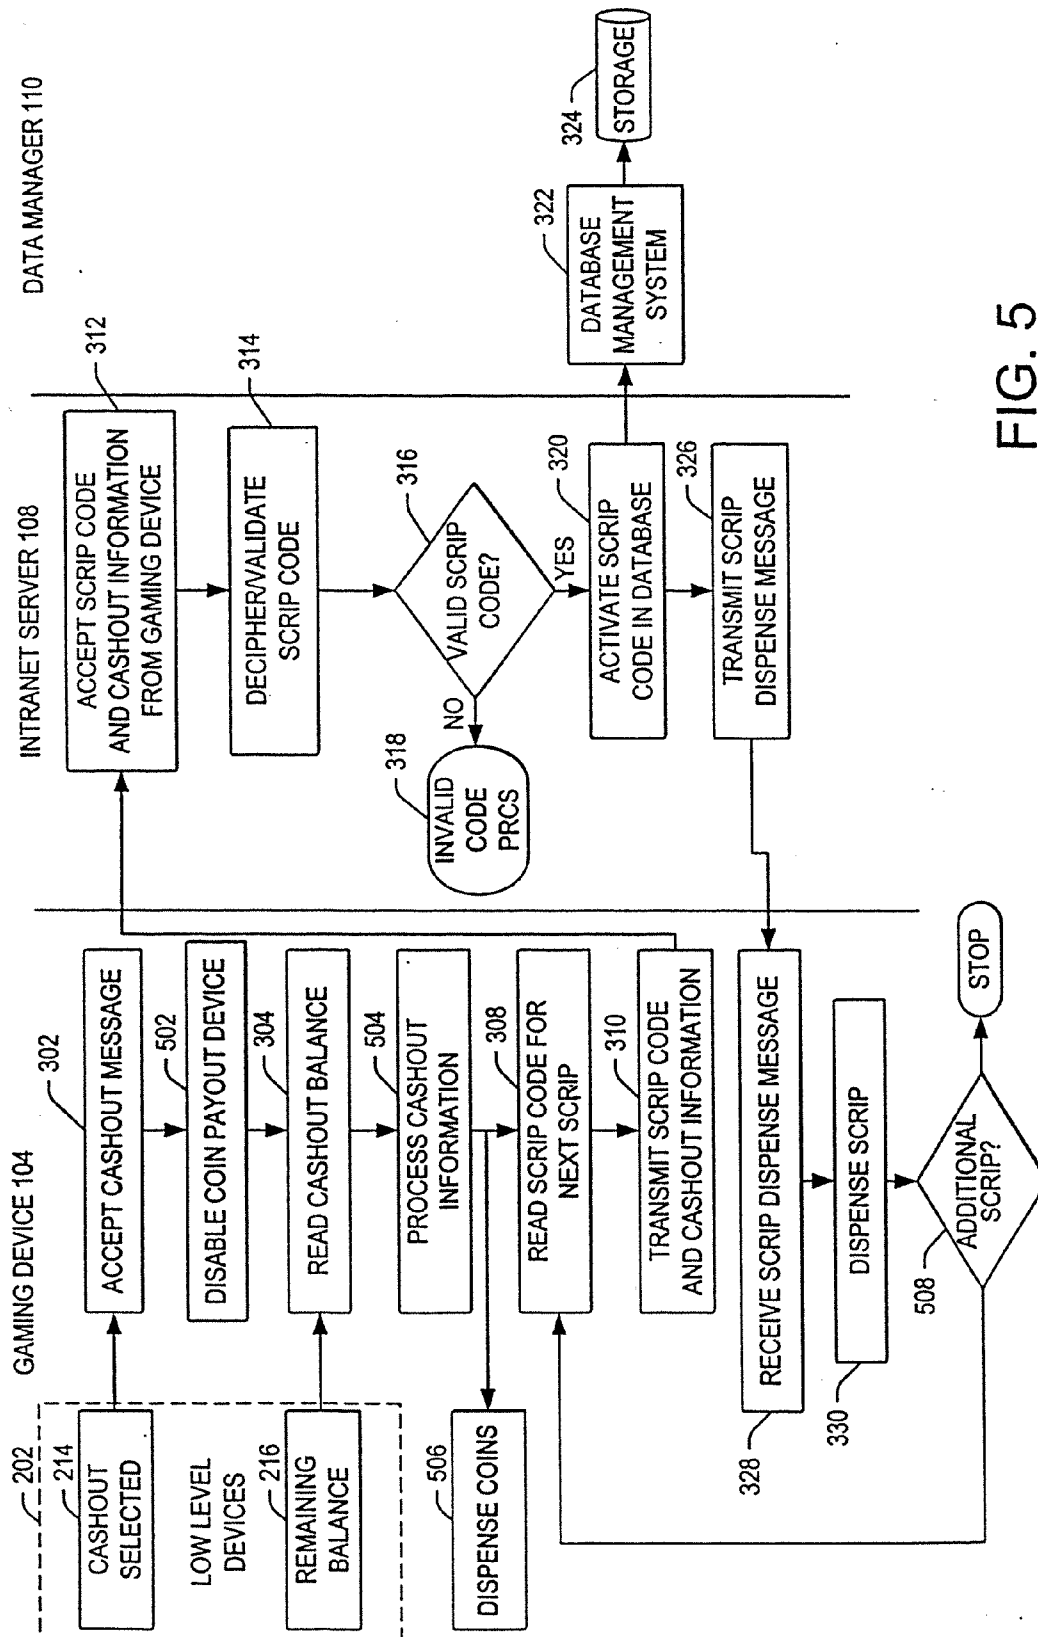 GAMING DEVICE 104
INTRANET SERVER 108
DATA MANAGER 110
202
214
CASHOUT
SELECTED
LOW LEVEL
DEVICES
216
REMAINING
BALANCE
302
ACCEPT CASHOUT MESSAGE
502
DISABLE COIN PAYOUT DEVICE
304
READ CASHOUT BALANCE
504
PROCESS CASHOUT
INFORMATION
506
DISPENSE COINS
308
READ SCRIP CODE FOR
NEXT SCRIP
310
TRANSMIT SCRIP CODE
AND CASHOUT INFORMATION
312
ACCEPT SCRIP CODE
AND CASHOUT INFORMATION
FROM GAMING DEVICE
314
DECIPHER/VALIDATE
SCRIP CODE
316
VALID SCRIP
CODE?
NO
YES
318
INVALID
CODE
PRCS
320
ACTIVATE SCRIP
CODE IN DATABASE
322
DATABASE
MANAGEMENT
SYSTEM
324
STORAGE
326
TRANSMIT SCRIP
DISPENSE MESSAGE
328
RECEIVE SCRIP DISPENSE MESSAGE
330
DISPENSE SCRIP
508
ADDITIONAL
SCRIP?
STOP
FIG. 5